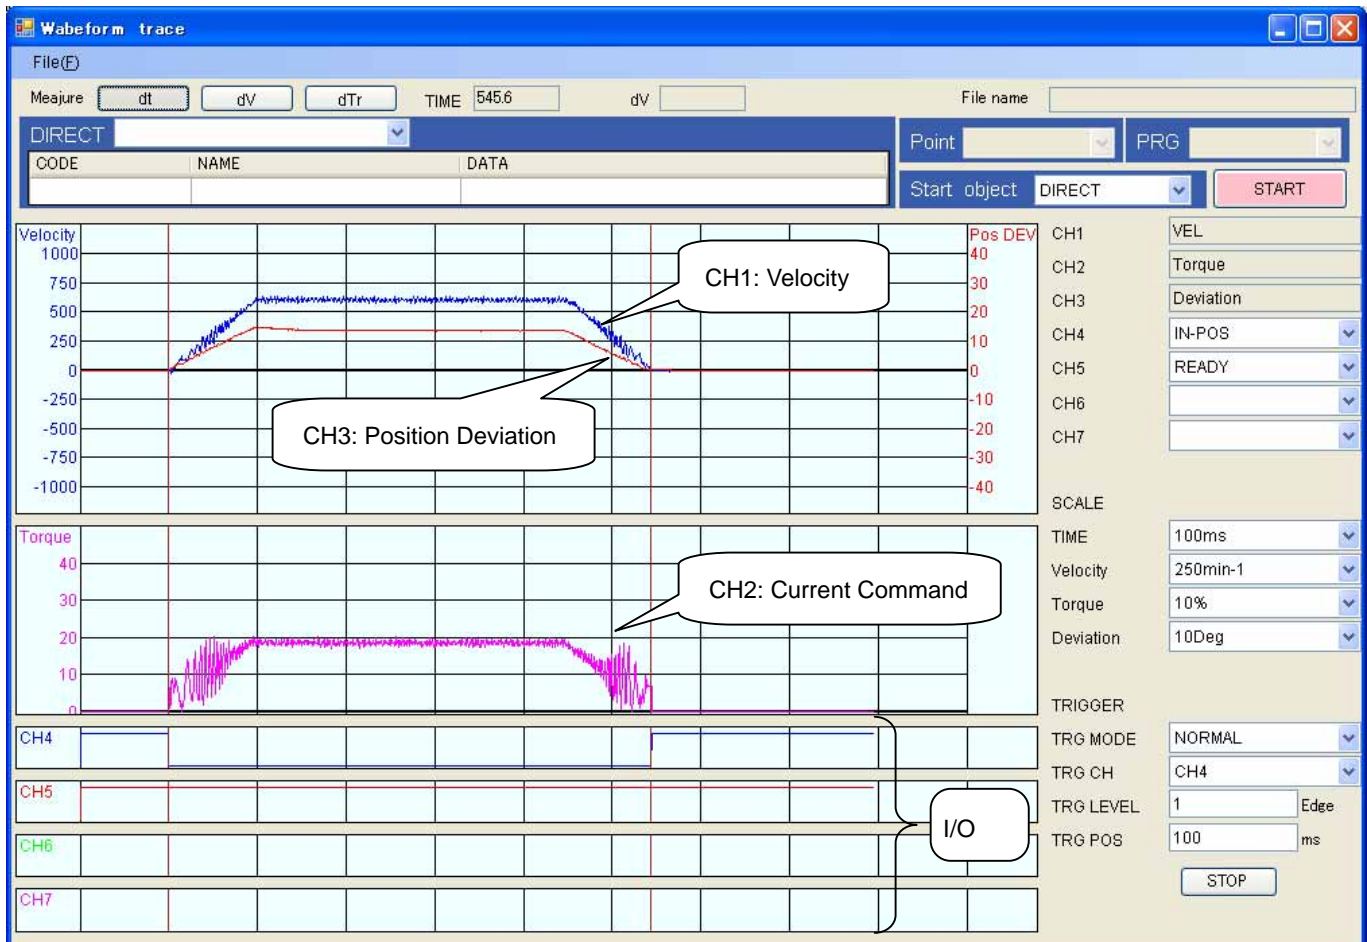 Wabeform trace
File(F)
Meajure dt dV dTr TIME 545.6 dV File name
DIRECT
CODE NAME DATA
Point PRG
Start object DIRECT START
Velocity
1000
750
500
250
0
-250
-500
-750
-1000
Pos DEV
40
30
20
10
0
-10
-20
-30
-40
CH1: Velocity
CH3: Position Deviation
Torque
40
30
20
10
0
CH2: Current Command
CH4
CH5
CH6
CH7
I/O
CH1 VEL
CH2 Torque
CH3 Deviation
CH4 IN-POS
CH5 READY
CH6
CH7
SCALE
TIME 100ms
Velocity 250min-1
Torque 10%
Deviation 10Deg
TRIGGER
TRG MODE NORMAL
TRG CH CH4
TRG LEVEL 1 Edge
TRG POS 100 ms
STOP